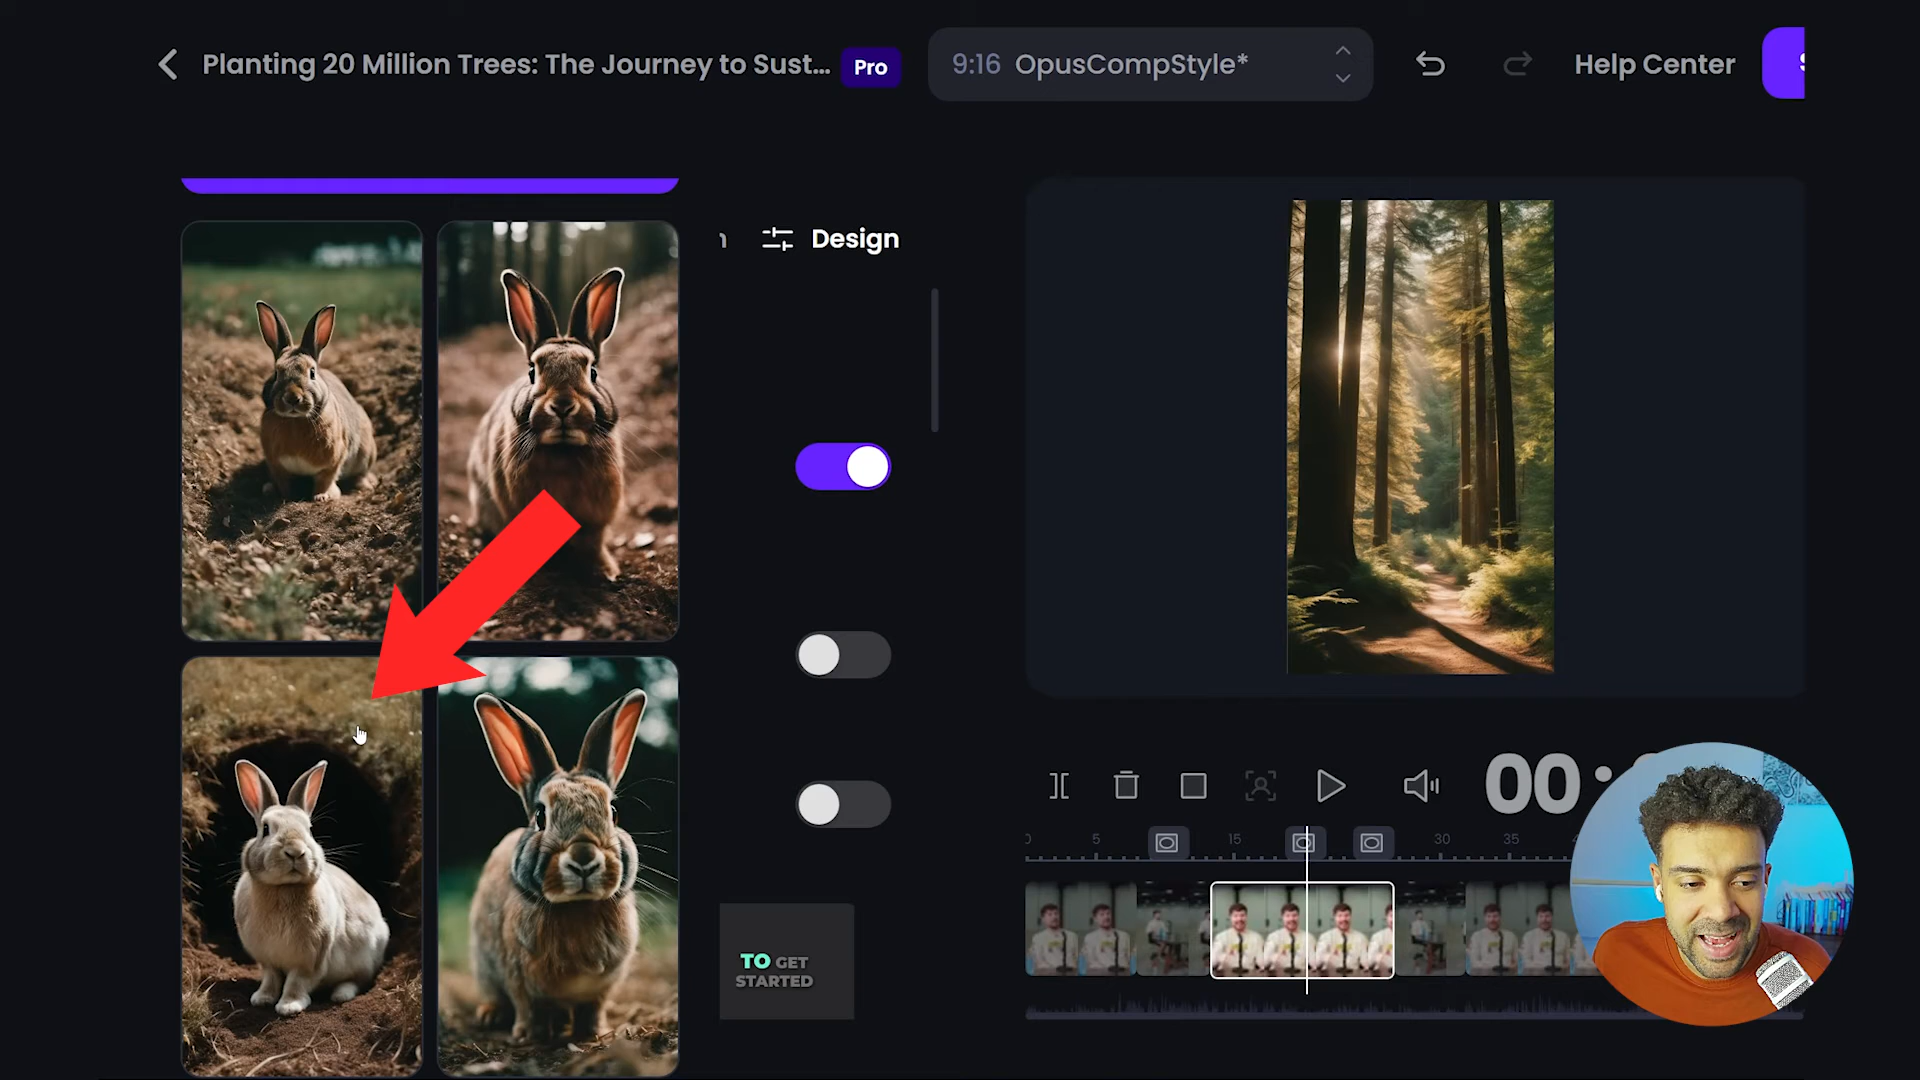 Planting 20 Million Trees: The Journey to Sust...
Pro
9:16 OpusCompStyle*
Help Center
Design
00
5
15
30
35
TO GET
STARTED